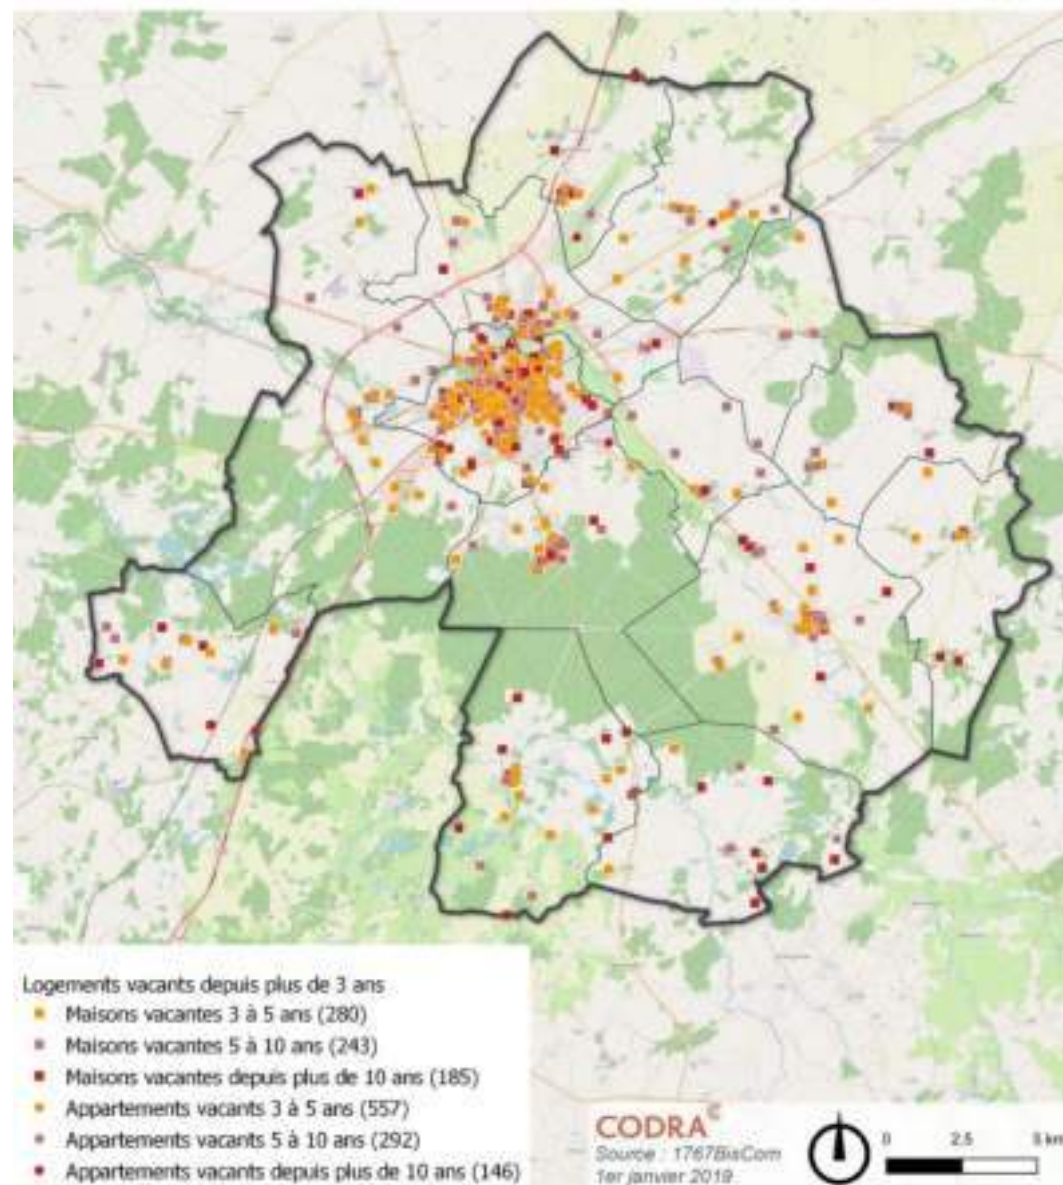 Logements vacants depuis plus de 3 ans
Maisons vacantes 3 à 5 ans (280)
Maisons vacantes 5 à 10 ans (243)
Maisons vacantes depuis plus de 10 ans (185)
Appartements vacants 3 à 5 ans (557)
Appartements vacants 5 à 10 ans (292)
Appartements vacants depuis plus de 10 ans (146)
CODRA C
Source : 1767BisCom
1er janvier 2019
0 2.5 5 km